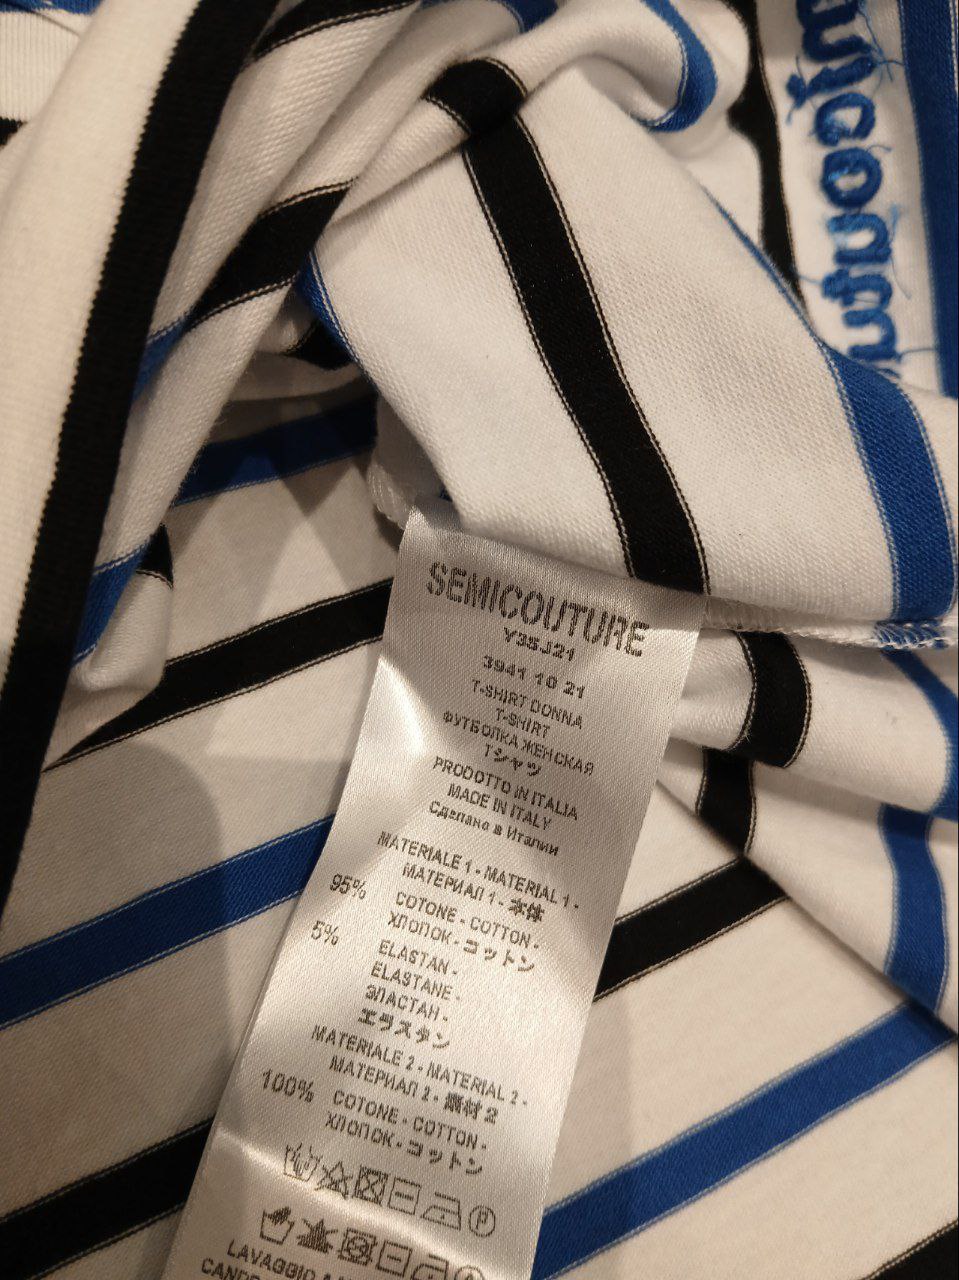 SEMICOUTURE
Y3SJ21
3941 10 21
T-SHIRT DONNA
T-SHIRT
ФУТБОЛКА ЖЕНСКАЯ
Tシャツ
PRODOTTO IN ITALIA
MADE IN ITALY
Сделано в Италии
MATERIALE 1 - MATERIAL 1 -
МАТЕРИАЛ 1 - 本体
95% COTONE - COTTON -
ХЛОПОК - コットン
5% ELASTAN -
ELASTANE -
ЭЛАСТАН -
エラスタン
MATERIALE 2 - MATERIAL 2 -
МАТЕРИАЛ 2 - 素材 2
100% COTONE - COTTON -
ХЛОПОК - コットン
P
LAVAGGIO